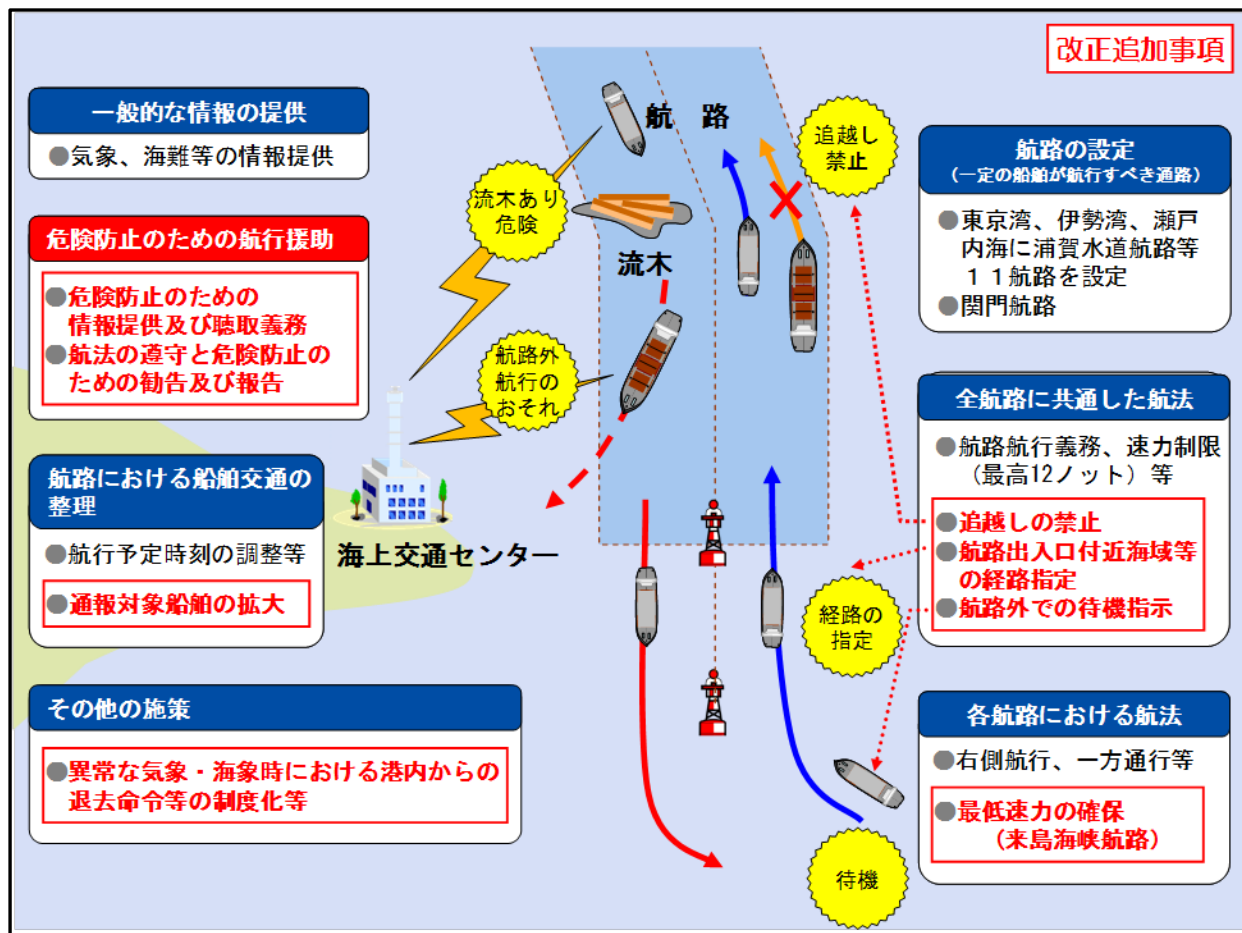 改正追加事項
一般的な情報の提供
●気象、海難等の情報提供
危険防止のための航行援助
●危険防止のための
情報提供及び聴取義務
●航法の遵守と危険防止の
ための勧告及び報告
航路における船舶交通の
整理
●航行予定時刻の調整等
●通報対象船舶の拡大
その他の施策
●異常な気象・海象時における港内からの
退去命令等の制度化等
航 路
流木あり
危険
流木
航路外
航行の
おそれ
海上交通センター
追越し
禁止
経路の
指定
待機
航路の設定
(一定の船舶が航行すべき通路)
●東京湾、伊勢湾、瀬戸
内海に浦賀水道航路等
11航路を設定
●関門航路
全航路に共通した航法
●航路航行義務、速力制限
(最高12ノット)等
●追越しの禁止
●航路出入口付近海域等
の経路指定
●航路外での待機指示
各航路における航法
●右側航行、一方通行等
●最低速力の確保
(来島海峡航路)